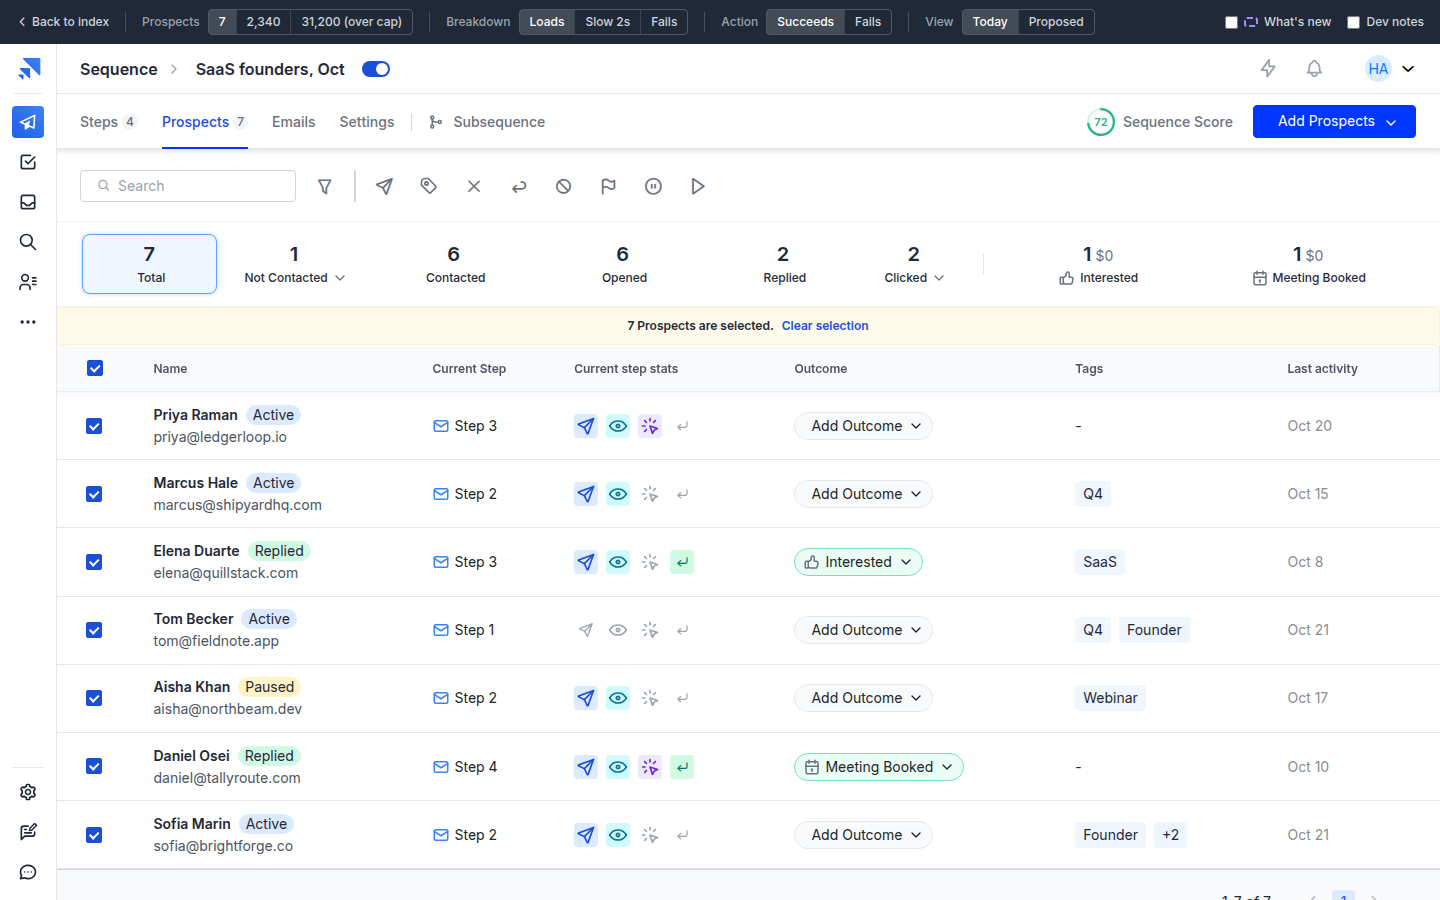 Back to index Prospects 7 2,340 31,200 (over cap) Breakdown Loads Slow 2s Fails Action Succeeds Fails View Today Proposed What's new Dev notes
Sequence SaaS founders, Oct HA
Steps 4 Prospects 7 Emails Settings Subsequence 72 Sequence Score Add Prospects
Search
7 1 6 6 2 2 1 $0 1 $0
Total Not Contacted Contacted Opened Replied Clicked Interested Meeting Booked
7 Prospects are selected. Clear selection
Name Current Step Current step stats Outcome Tags Last activity
Priya Raman Active
priya@ledgerloop.io Step 3 Add Outcome - Oct 20
Marcus Hale Active
marcus@shipyardhq.com Step 2 Add Outcome Q4 Oct 15
Elena Duarte Replied
elena@quillstack.com Step 3 Interested SaaS Oct 8
Tom Becker Active
tom@fieldnote.app Step 1 Add Outcome Q4 Founder Oct 21
Aisha Khan Paused
aisha@northbeam.dev Step 2 Add Outcome Webinar Oct 17
Daniel Osei Replied
daniel@tallyroute.com Step 4 Meeting Booked - Oct 10
Sofia Marin Active
sofia@brightforge.co Step 2 Add Outcome Founder +2 Oct 21
1-7 of 7 1